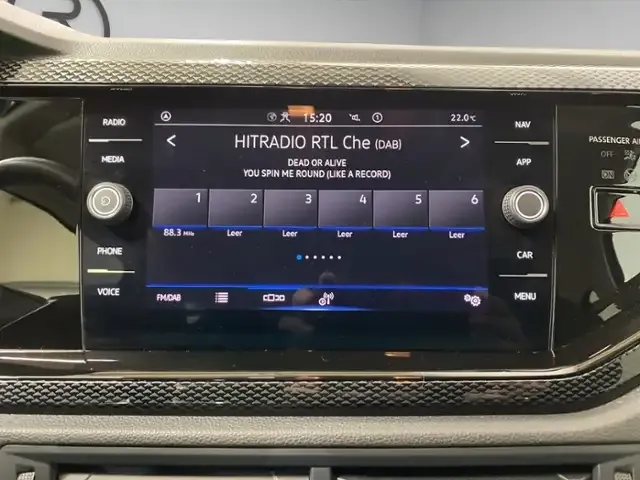 RADIO
MEDIA
PHONE
VOICE
15:20
22.0°C
HITRADIO RTL Che (DAB)
DEAD OR ALIVE
YOU SPIN ME ROUND (LIKE A RECORD)
1 2 3 4 5 6
88.3 MHz Leer Leer Leer Leer Leer
FM/DAB
NAV
APP
CAR
MENU
PASSENGER AI
OFF
ON